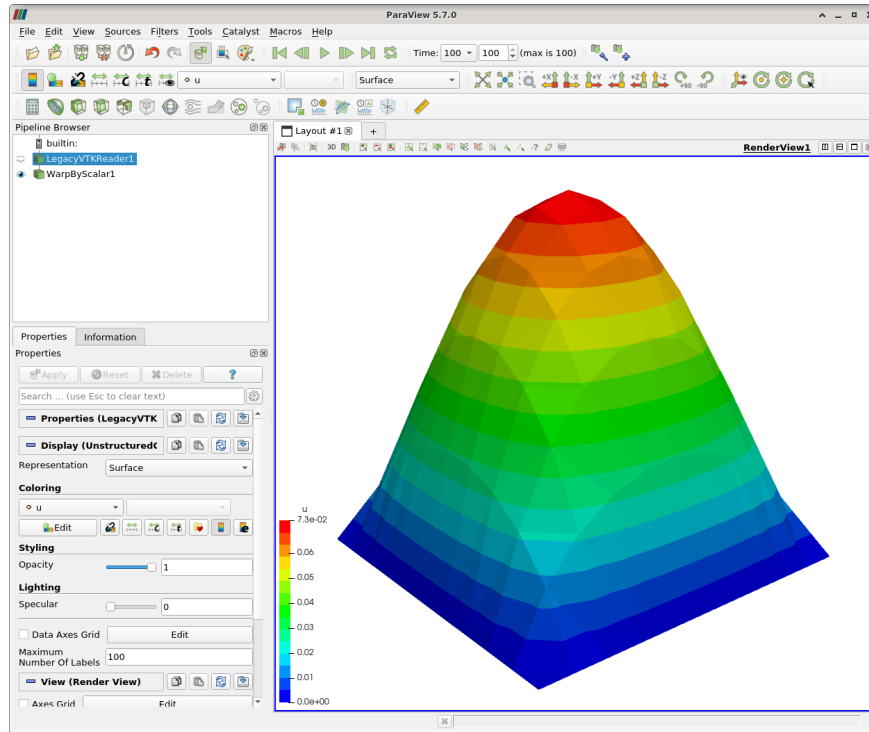 ParaView 5.7.0
File Edit View Sources Filters Tools Catalyst Macros Help
Time: 100 100 (max is 100)
u Surface
+X -X +Y -Y +Z -Z +90 -90
Pipeline Browser
builtin:
LegacyVTKReader1
WarpByScalar1
Layout #1 +
3D RenderView1
Properties Information
Properties
Apply Reset Delete ?
Search ... (use Esc to clear text)
Properties (LegacyVTK
Display (Unstructured
Representation Surface
Coloring
u
Edit
Styling
Opacity 1
Lighting
Specular 0
Data Axes Grid Edit
Maximum
Number Of Labels 100
View (Render View)
Axes Grid Edit
u
7.3e-02
0.06
0.05
0.04
0.03
0.02
0.01
0.0e+00